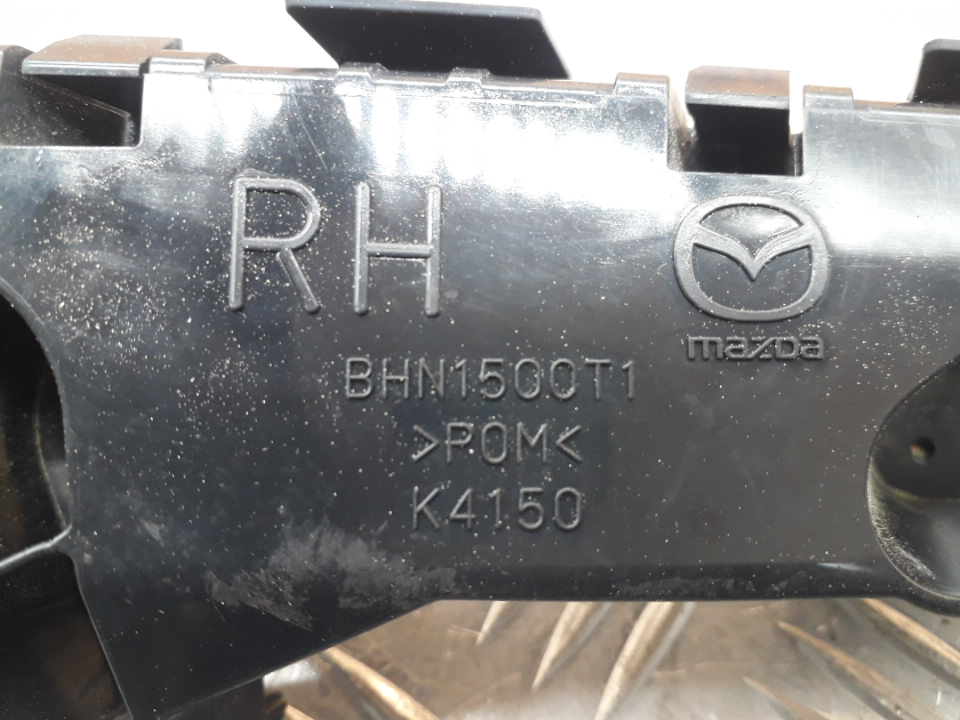 RH
mazda
BHN1500T1
>POM<
K4150